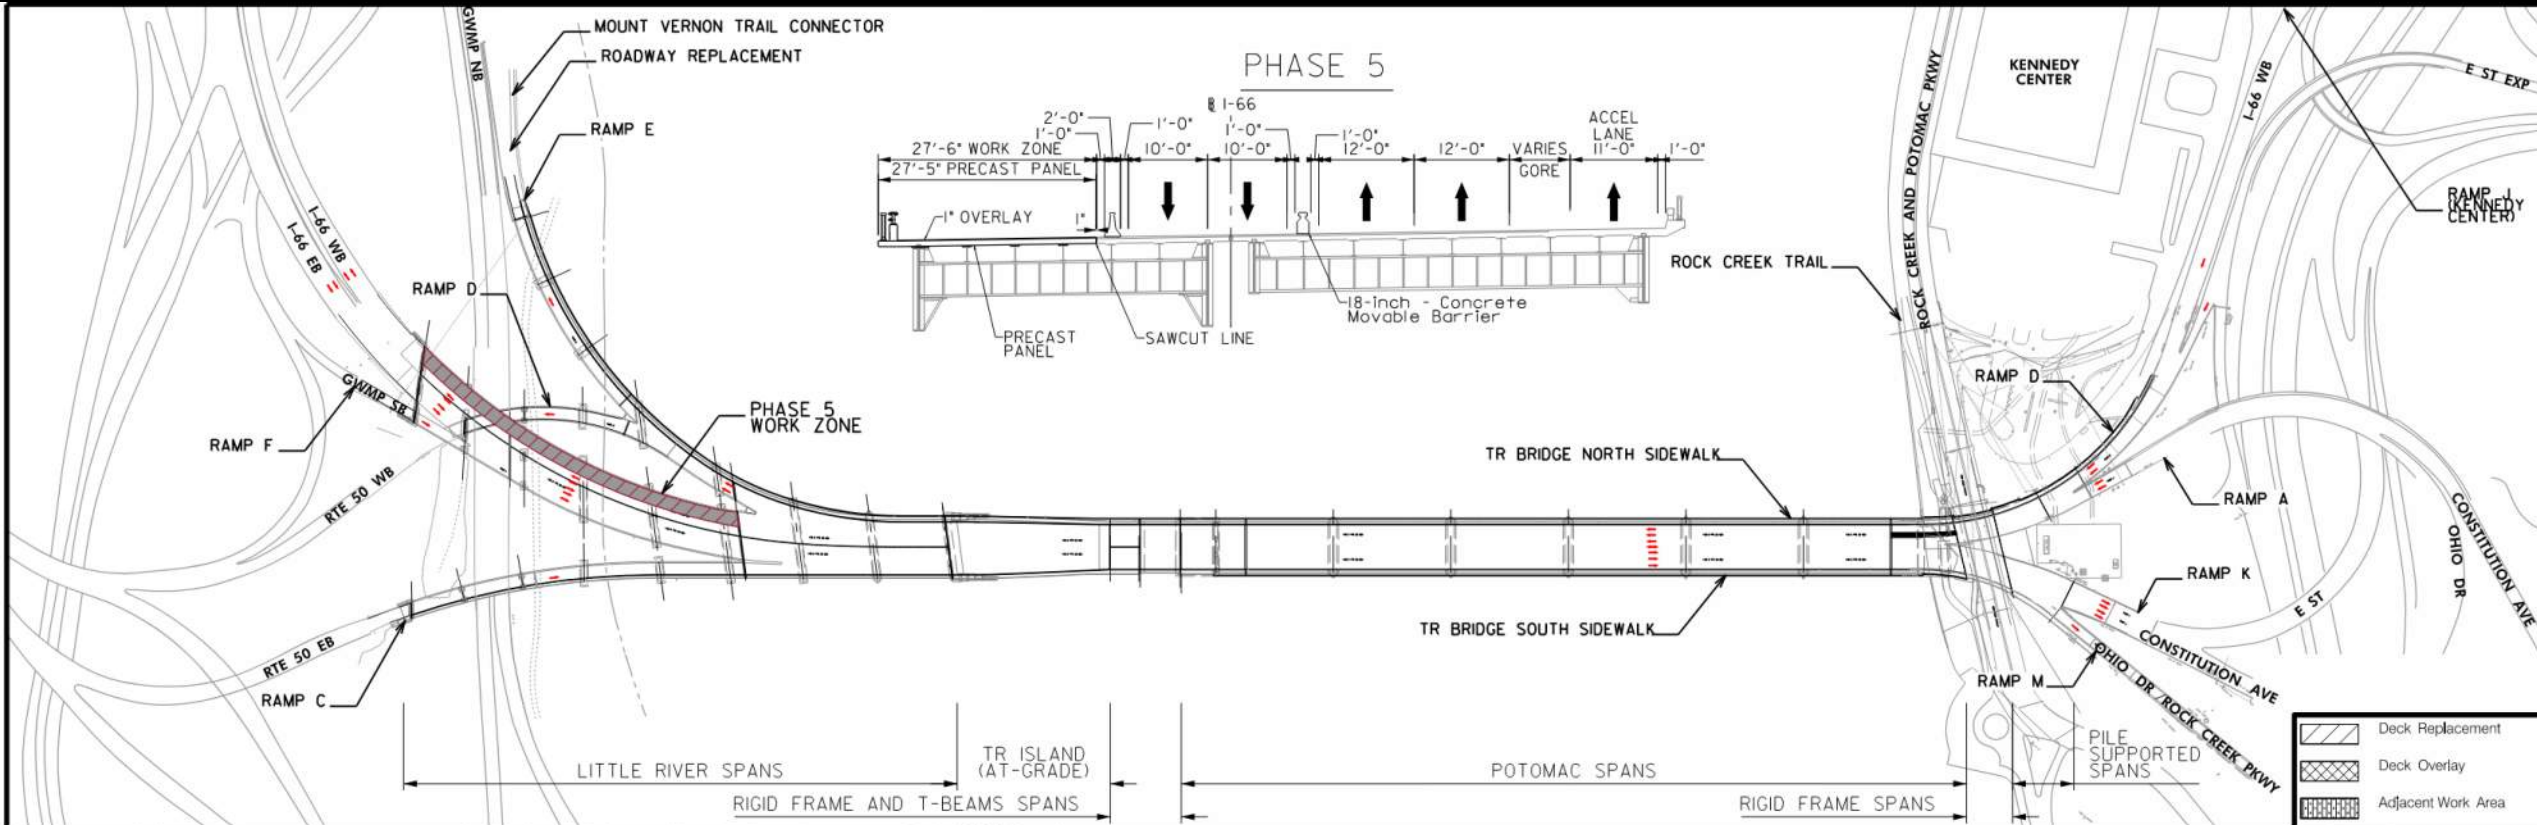 GWMP NB
MOUNT VERNON TRAIL CONNECTOR
ROADWAY REPLACEMENT
RAMP E
PHASE 5
I-66
2'-0"
1'-0"
1'-0"
1'-0"
1'-0"
ACCEL
LANE
27'-6" WORK ZONE
10'-0"
10'-0"
12'-0"
12'-0"
VARIES
GORE
11'-0"
1'-0"
27'-5" PRECAST PANEL
1" OVERLAY
1"
PRECAST
PANEL
SAWCUT LINE
18-inch - Concrete
Movable Barrier
ROCK CREEK AND POTOMAC PKWY
KENNEDY
CENTER
I-66 WB
E ST EXP
RAMP J
(KENNEDY
CENTER)
ROCK CREEK TRAIL
I-66 WB
I-66 EB
RAMP D
GWMP SB
RAMP F
RTE 50 WB
PHASE 5
WORK ZONE
TR BRIDGE NORTH SIDEWALK
RAMP D
RAMP A
CONSTITUTION AVE
OHIO DR
RAMP K
E ST
CONSTITUTION AVE
OHIO DR/ROCK CREEK PKWY
RAMP M
TR BRIDGE SOUTH SIDEWALK
RTE 50 EB
RAMP C
LITTLE RIVER SPANS
TR ISLAND
(AT-GRADE)
POTOMAC SPANS
PILE
SUPPORTED
SPANS
RIGID FRAME AND T-BEAMS SPANS
RIGID FRAME SPANS
Deck Replacement
Deck Overlay
Adjacent Work Area